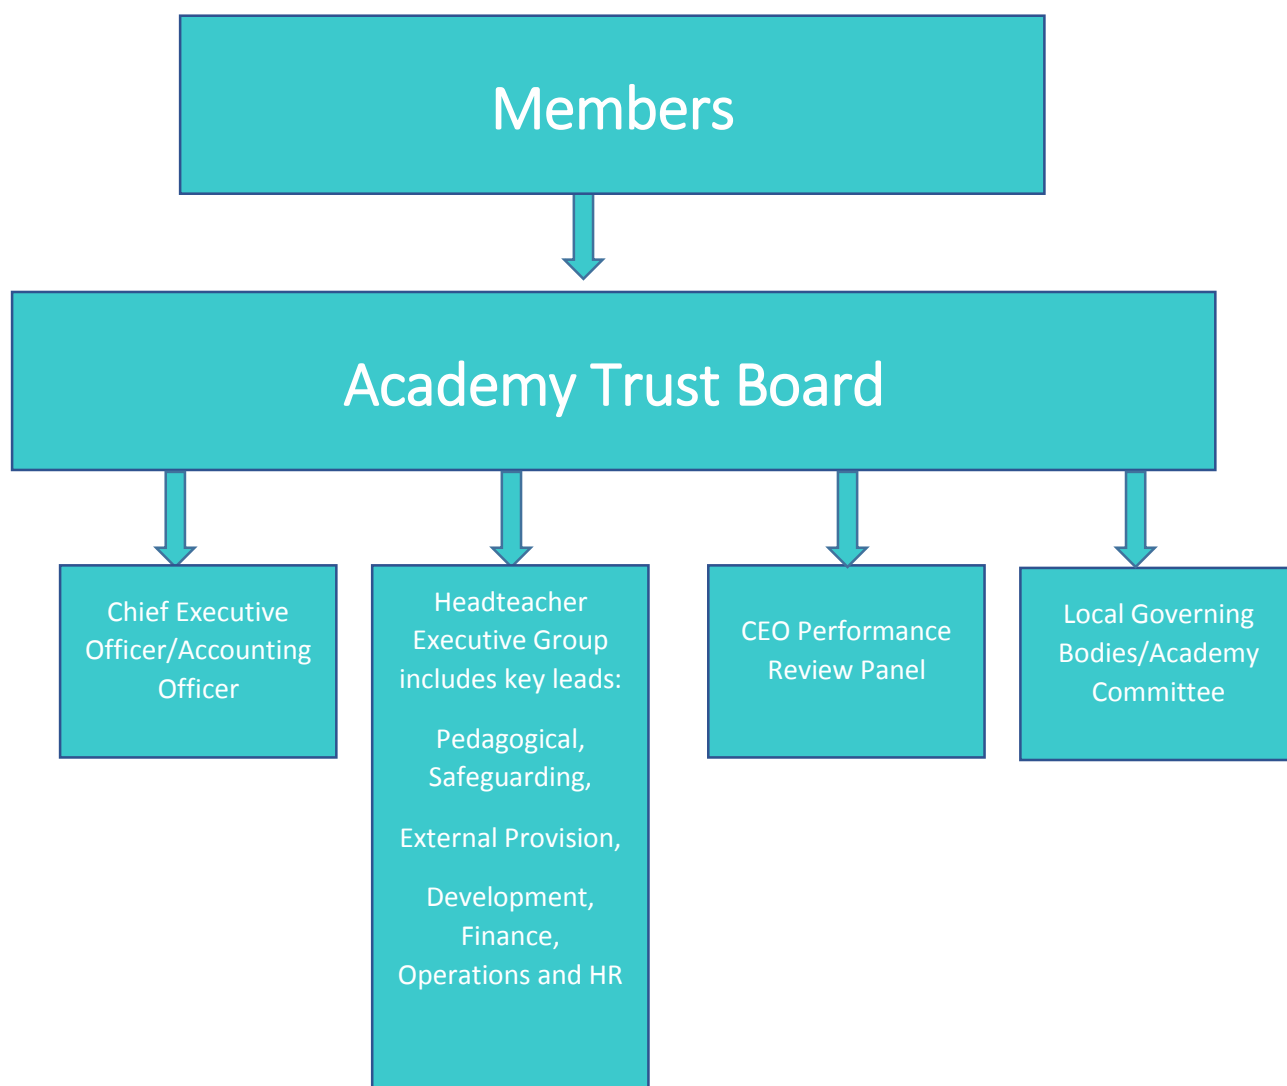 Members
Academy Trust Board
Chief Executive
Officer/Accounting
Officer
Headteacher
Executive Group
includes key leads:
Pedagogical,
Safeguarding,
External Provision,
Development,
Finance,
Operations and HR
CEO Performance
Review Panel
Local Governing
Bodies/Academy
Committee